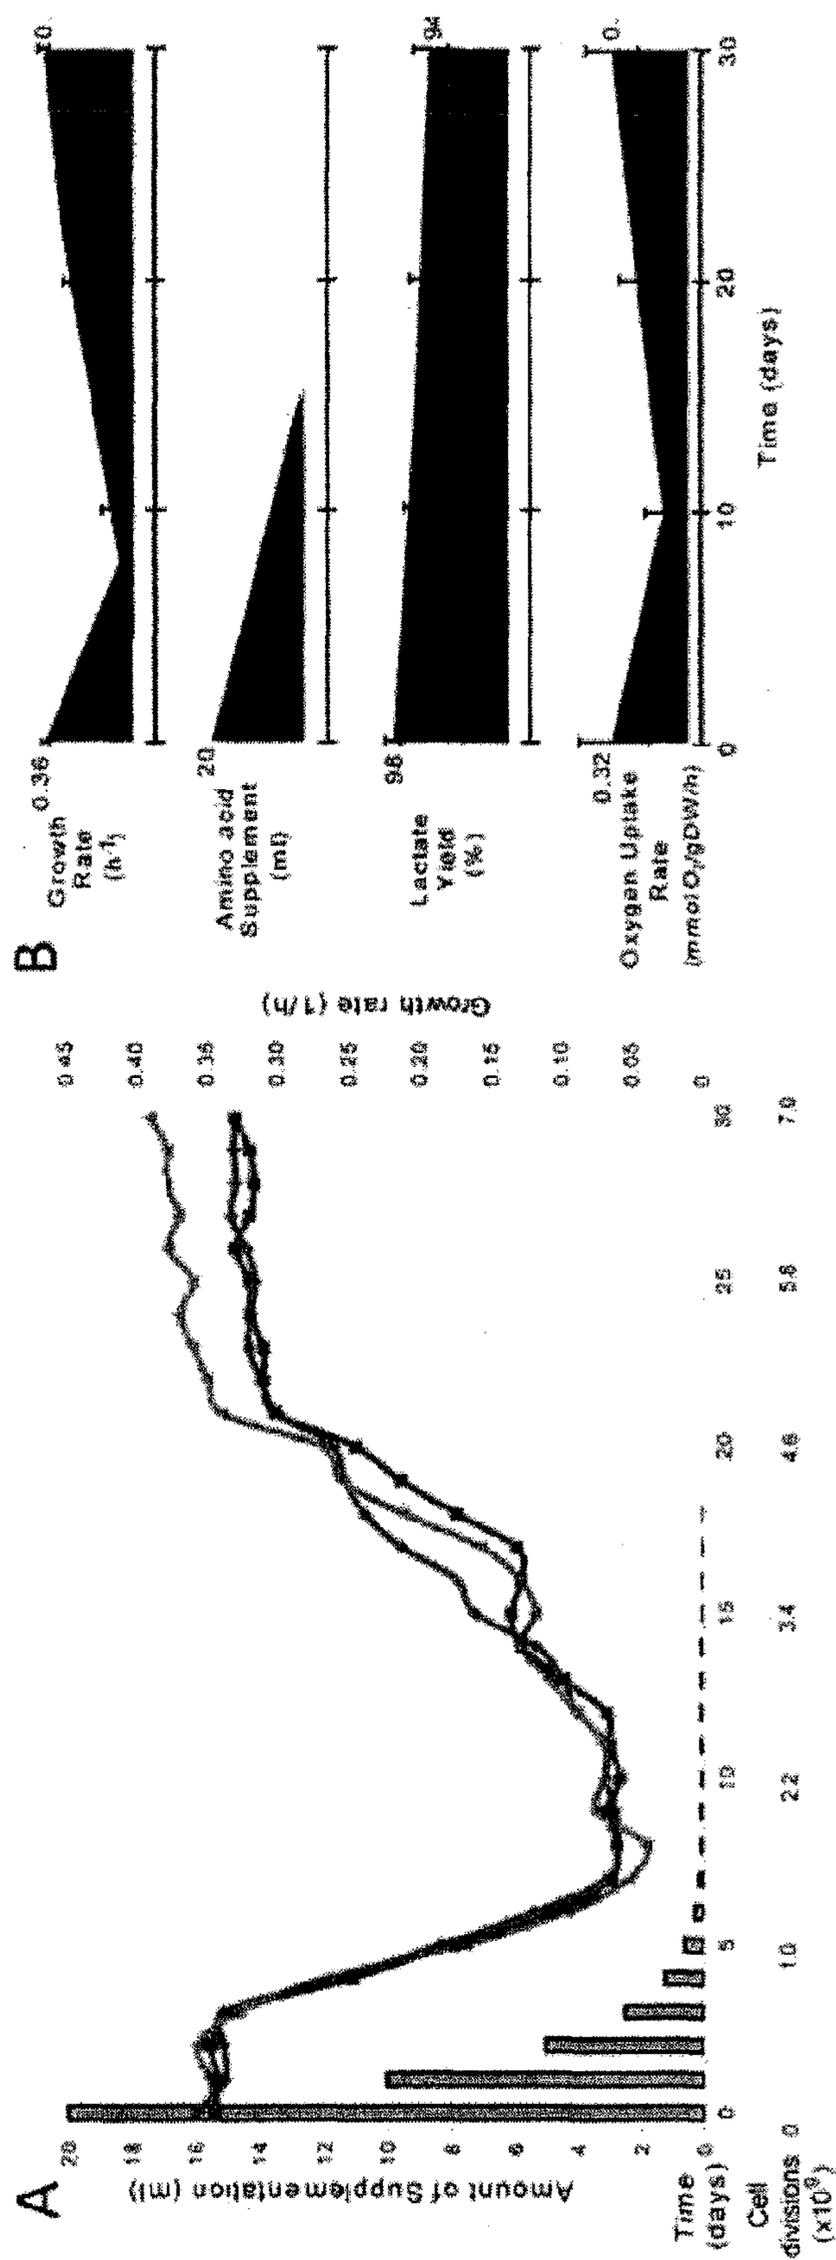 A
Amount of Supplementation (ml)
20
18
16
14
12
10
8
6
4
2
0
Growth rate (1/h)
0.45
0.40
0.35
0.30
0.25
0.20
0.15
0.10
0.05
0
Time (days)
0 5 10 15 20 25 30
Cell divisions (x10⁻⁹)
0 1.0 2.2 3.4 4.6 5.8 7.0
B
Growth
Rate
(h⁻¹)
0.36
0.
Amino acid
Supplement
(ml)
20
Lactate
Yield
(%)
98
94
Oxygen Uptake
Rate
(mmol O₂/gDW/h)
0.32
0.
0 10 20 30
Time (days)